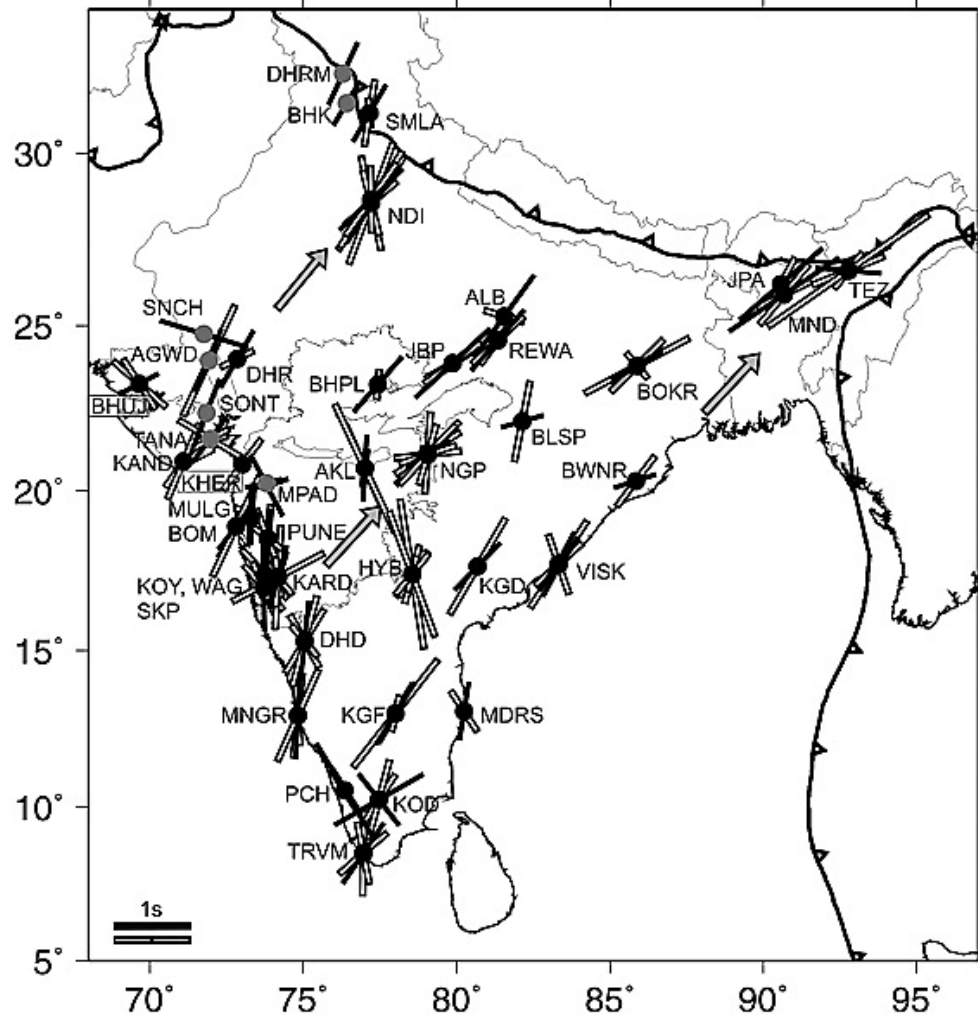 DHRM
BHK
SMLA
30°
NDI
SNCH
ALB
JPA
TEZ
MND
25°
AGWD
JBP
REWA
DHR
BHPL
BOKR
BHUJ
SONT
BLSP
TANA
KAND
AKL
NGP
BWNR
KHER
MPAD
20°
MULG
BOM
PUNE
HYB
KGD
VISK
KOY, WAG
SKP
KARD
DHD
15°
MNGR
KGF
MDRS
PCH
KOD
10°
TRVM
1s
5°
70° 75° 80° 85° 90° 95°